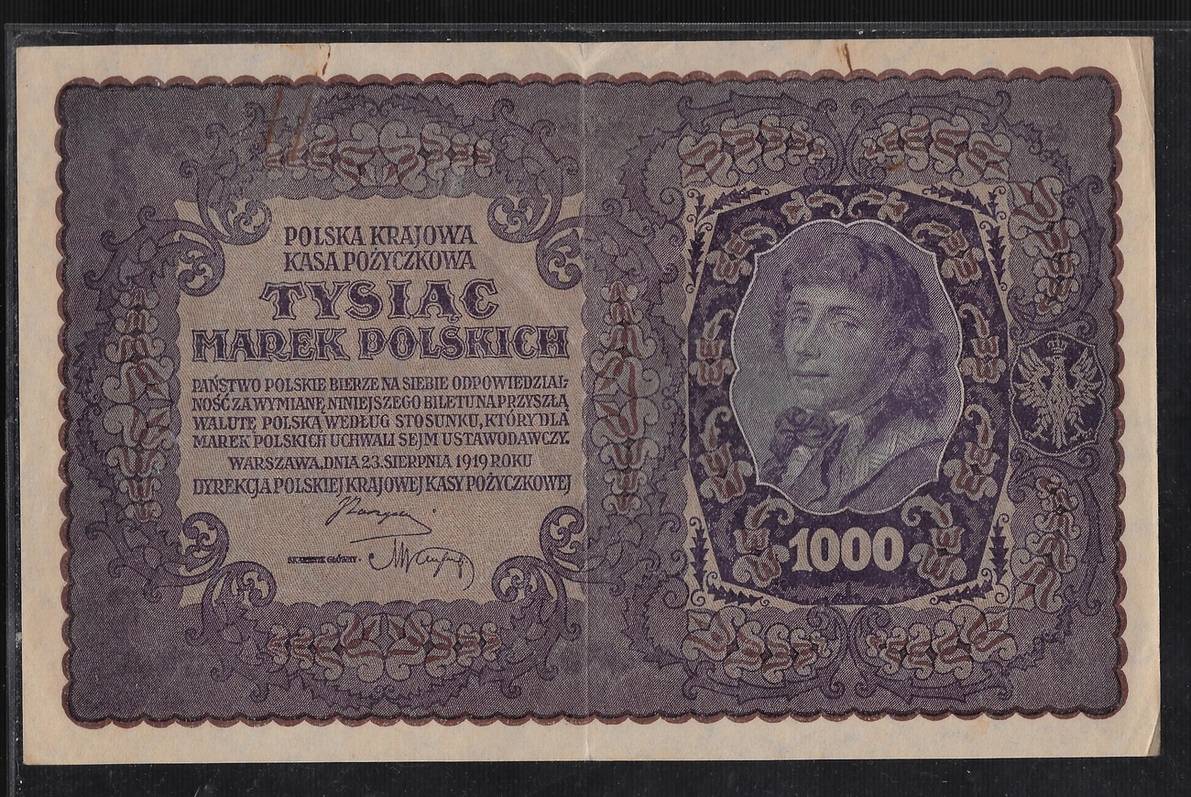 POLSKA KRAJOWA
KASA POŻYCZKOWA
TYSIĄC
MAREK POLSKICH
PAŃSTWO POLSKIE BIERZE NA SIEBIE ODPOWIEDZIAL-
NOŚĆ ZA WYMIANĘ NINIEJSZEGO BILETU NA PRZYSZŁĄ
WALUTĘ POLSKĄ WEDŁUG STOSUNKU, KTÓRY DLA
MAREK POLSKICH UCHWALI SEJM USTAWODAWCZY.
WARSZAWA, DNIA 23. SIERPNIA 1919 ROKU
DYREKCJA POLSKIEJ KRAJOWEJ KASY POŻYCZKOWEJ
SKARBNIK GŁÓWNY
1000